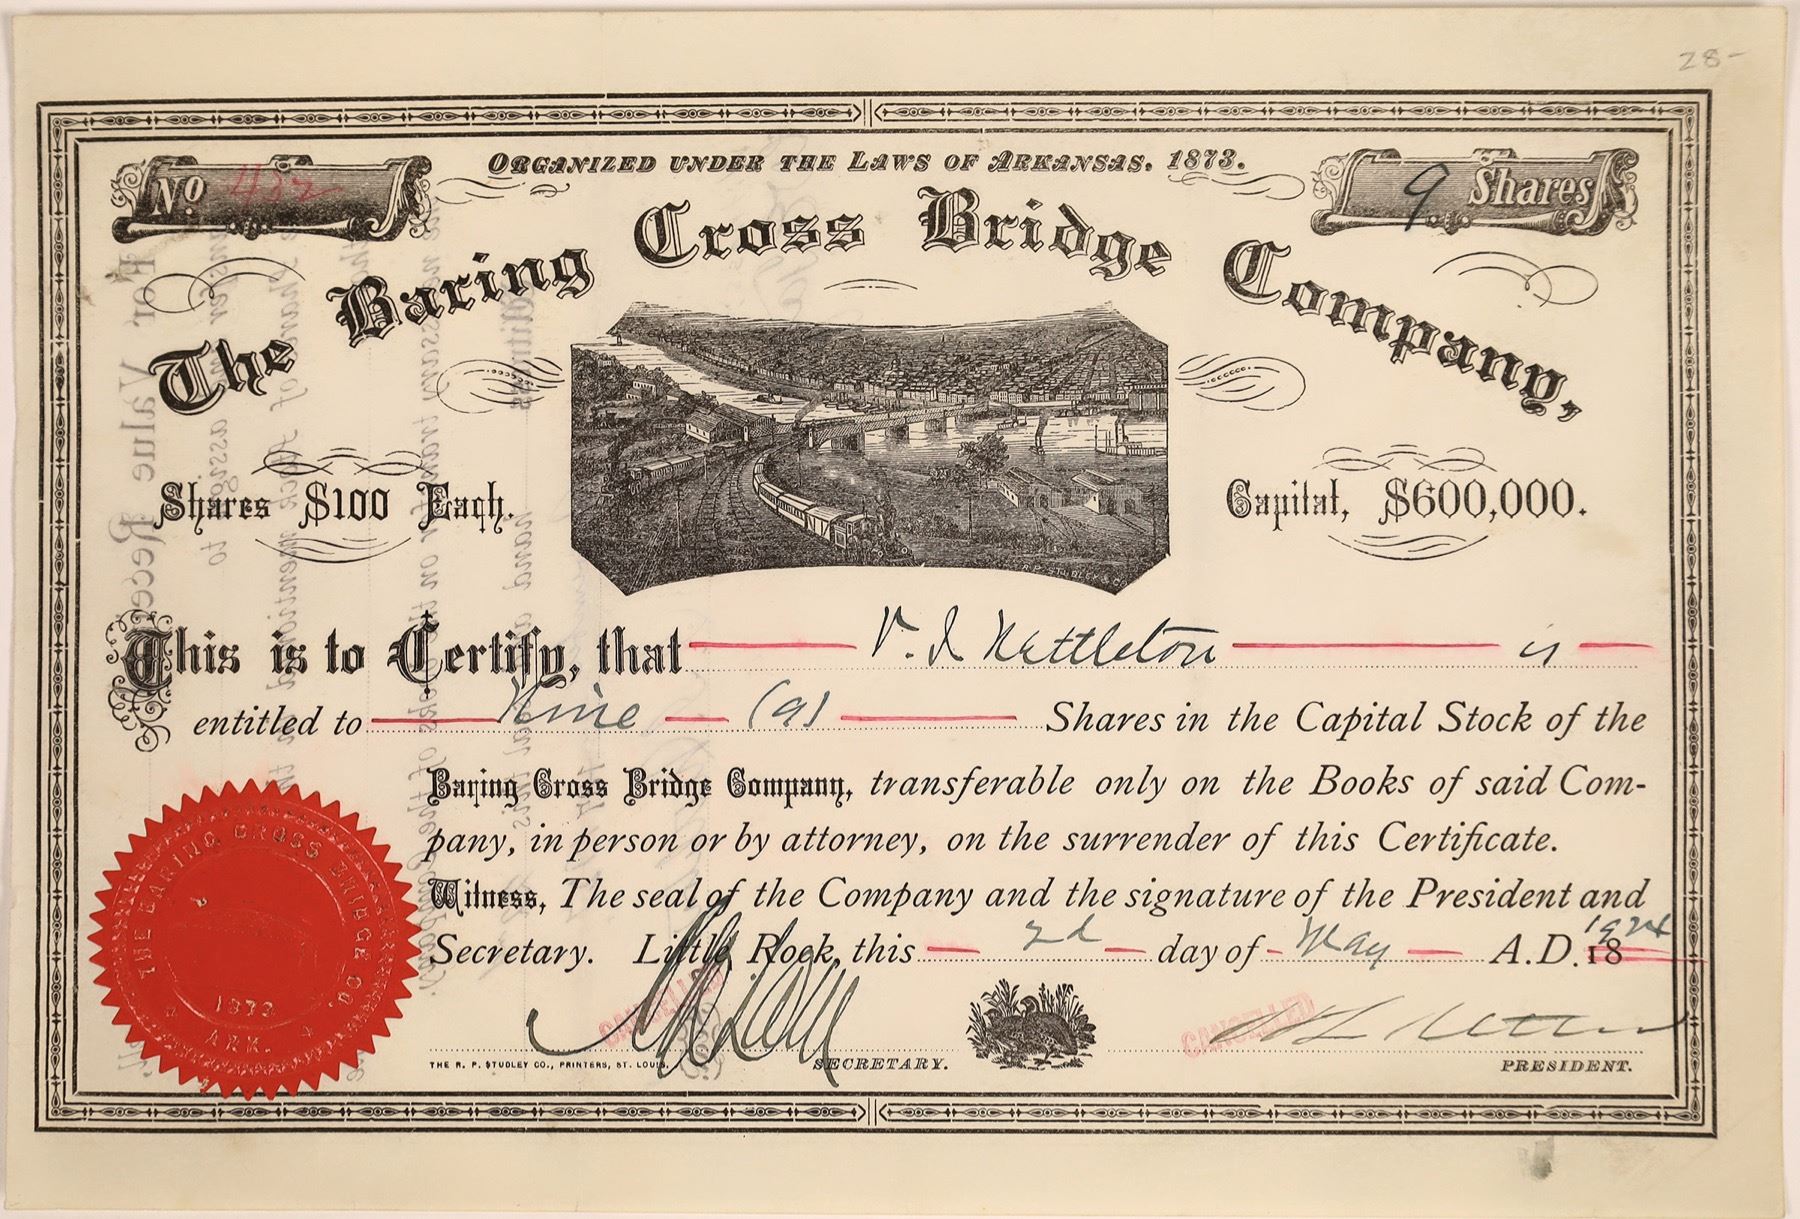 28-
ORGANIZED UNDER THE LAWS OF ARKANSAS. 1873.
No. 432
9 Shares
The Baring Cross Bridge Company,
Shares $100 Each.
Capital, $600,000.
R.P. STUDLEY & CO.
This is to Certify, that V. I Nettleton is
entitled to Nine (9) Shares in the Capital Stock of the
Baring Cross Bridge Company, transferable only on the Books of said Com-
pany, in person or by attorney, on the surrender of this Certificate.
Witness, The seal of the Company and the signature of the President and
Secretary. Little Rock, this 2d day of May A.D. 18 1924
THE BARING CROSS BRIDGE CO.
1873
ARK.
CANCELLED
CANCELLED
THE R. P. STUDLEY CO., PRINTERS, ST. LOUIS.
SECRETARY.
PRESIDENT.